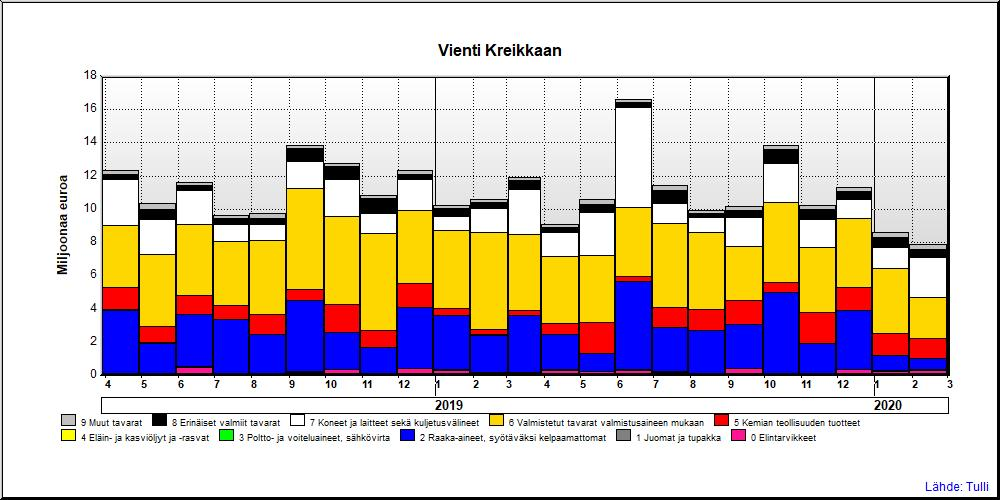 Vienti Kreikkaan
Miljoonaa euroa
18
16
14
12
10
8
6
4
2
0
4 5 6 7 8 9 10 11 12 1 2 3 4 5 6 7 8 9 10 11 12 1 2 3
2019 2020
9 Muut tavarat 8 Erinäiset valmiit tavarat 7 Koneet ja laitteet sekä kuljetusvälineet 6 Valmistetut tavarat valmistusaineen mukaan 5 Kemian teollisuuden tuotteet
4 Eläin- ja kasviöljyt ja -rasvat 3 Poltto- ja voiteluaineet, sähkövirta 2 Raaka-aineet, syötäväksi kelpaamattomat 1 Juomat ja tupakka 0 Elintarvikkeet
Lähde: Tulli